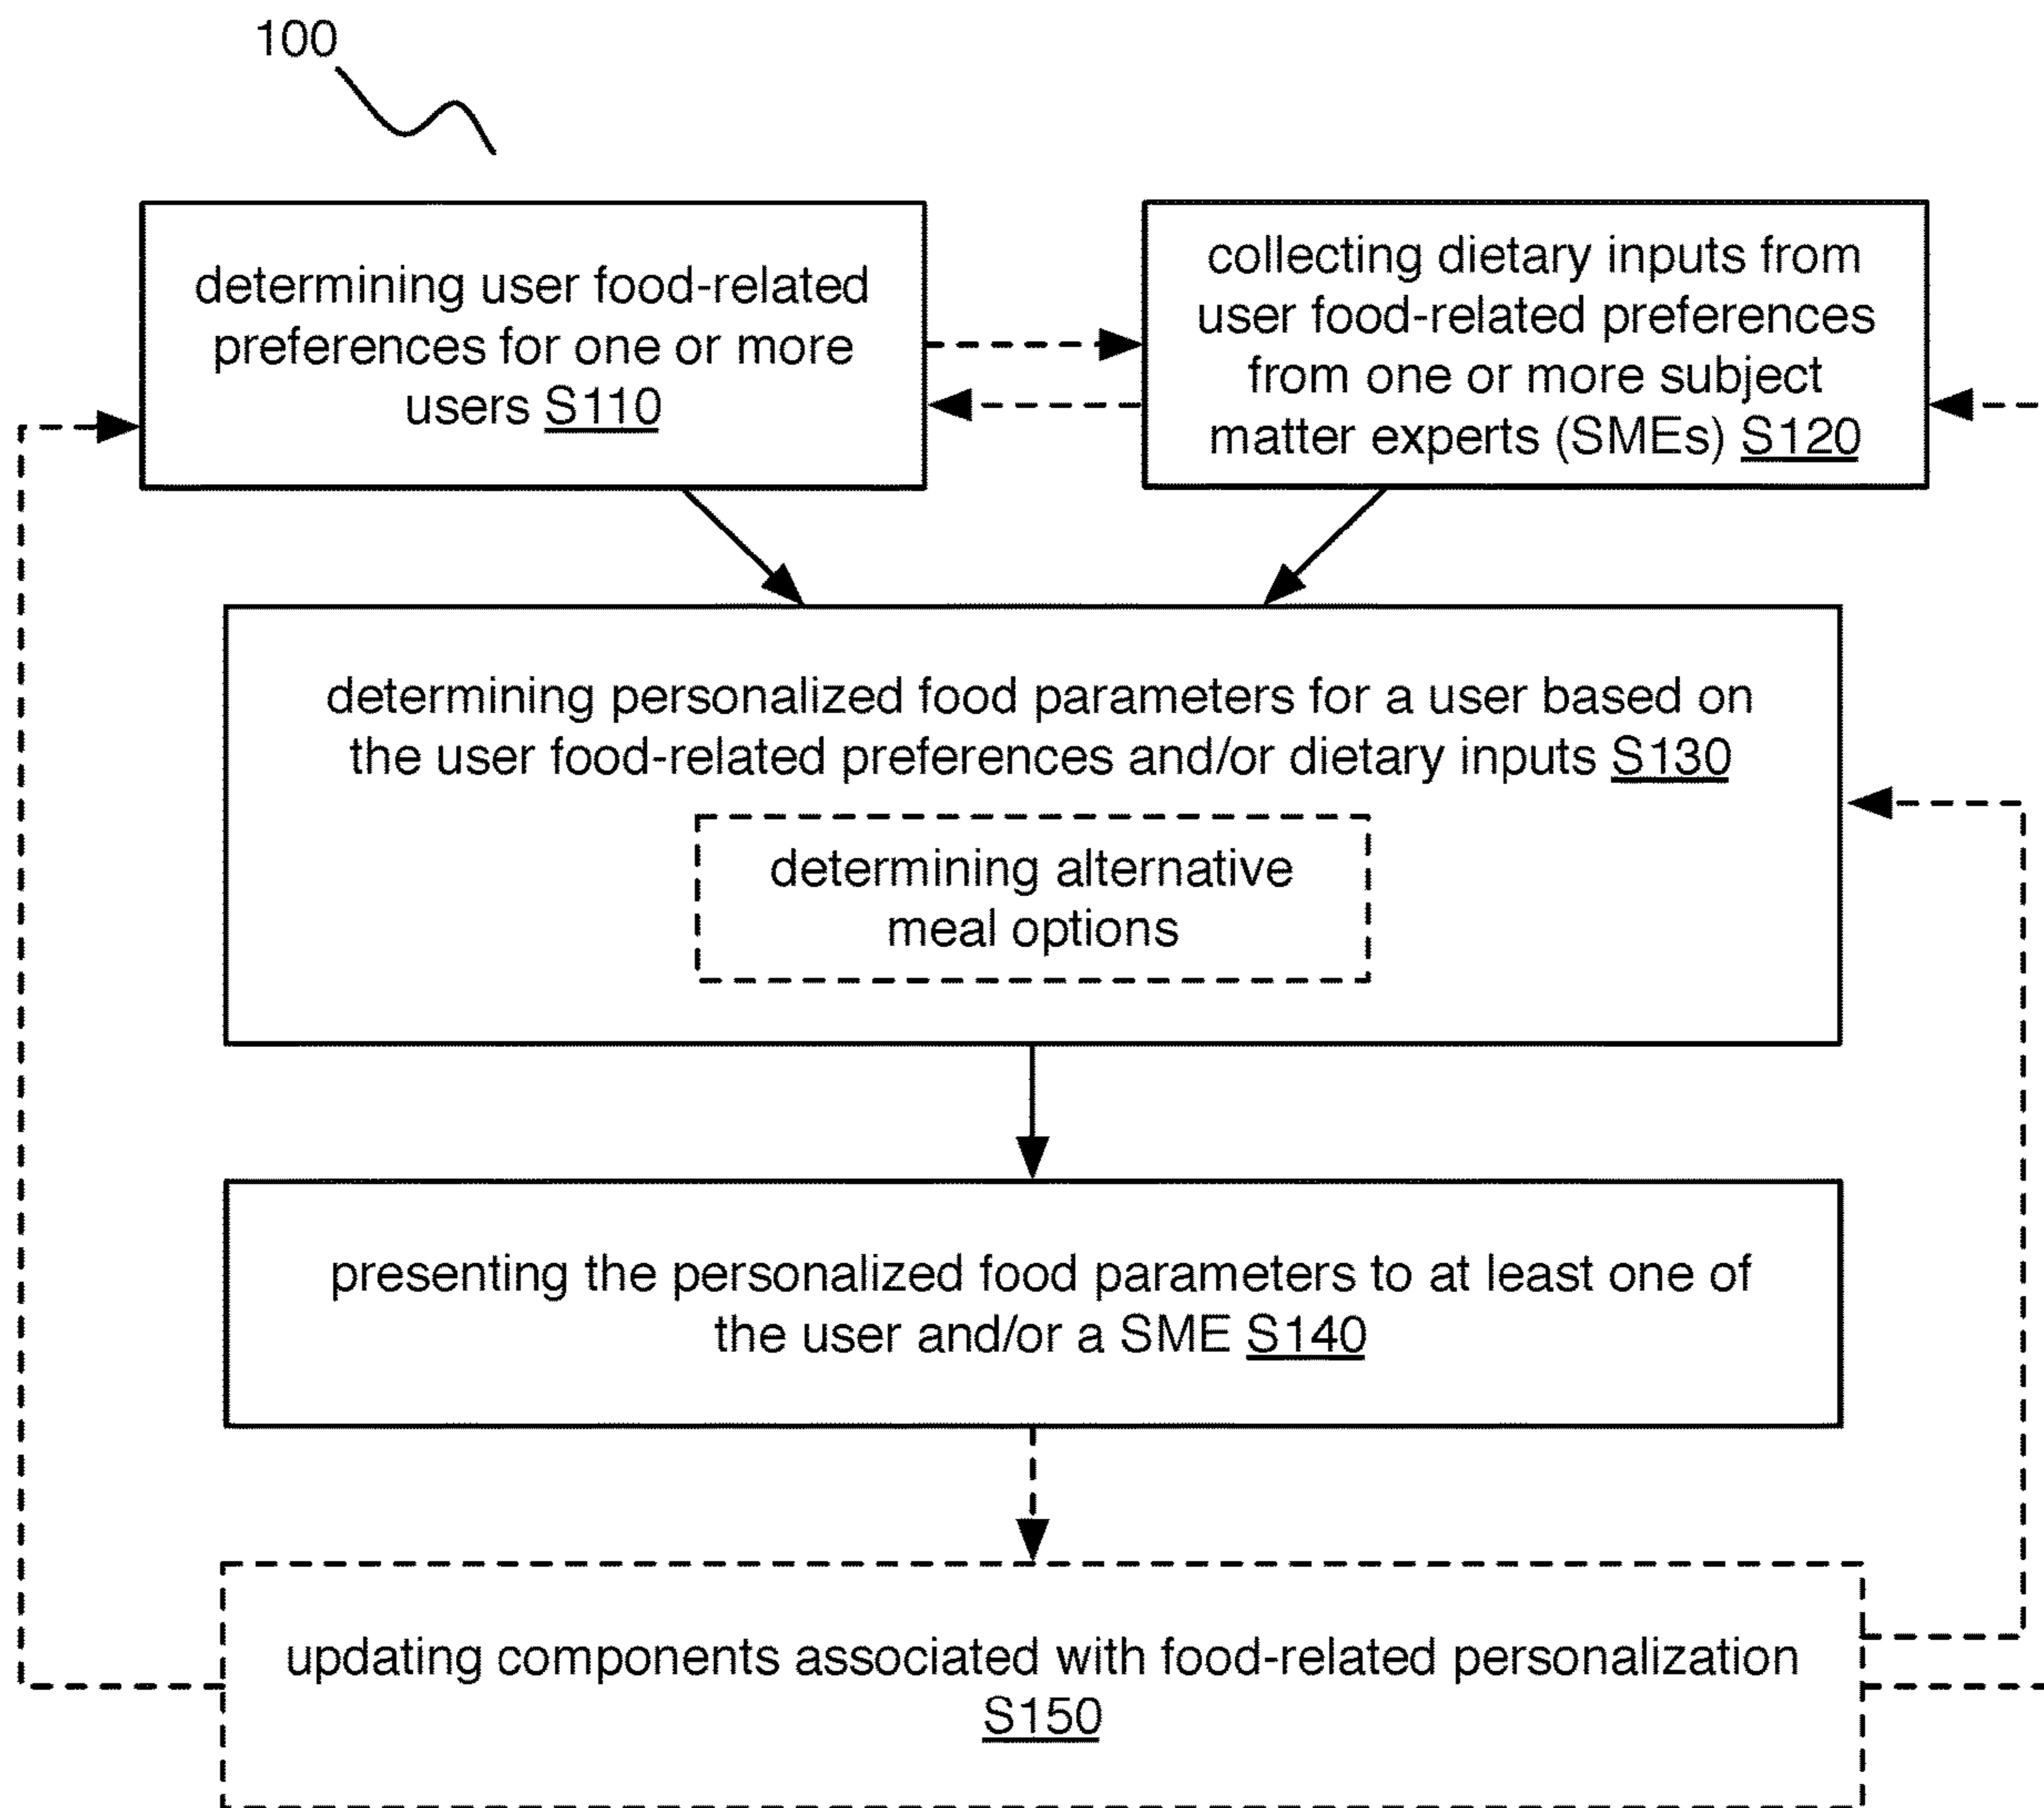 100
determining user food-related
preferences for one or more
users S110
collecting dietary inputs from
user food-related preferences
from one or more subject
matter experts (SMEs) S120
determining personalized food parameters for a user based on
the user food-related preferences and/or dietary inputs S130
determining alternative
meal options
presenting the personalized food parameters to at least one of
the user and/or a SME S140
updating components associated with food-related personalization
S150